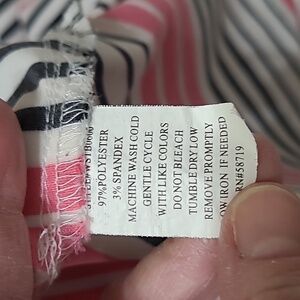 97%POLYESTER
3% SPANDEX
MACHINE WASH COLD
GENTLE CYCLE
WITH LIKE COLORS
DO NOT BLEACH
TUMBLE DRY LOW
REMOVE PROMPTLY
OW IRON IF NEEDED
RN#58719